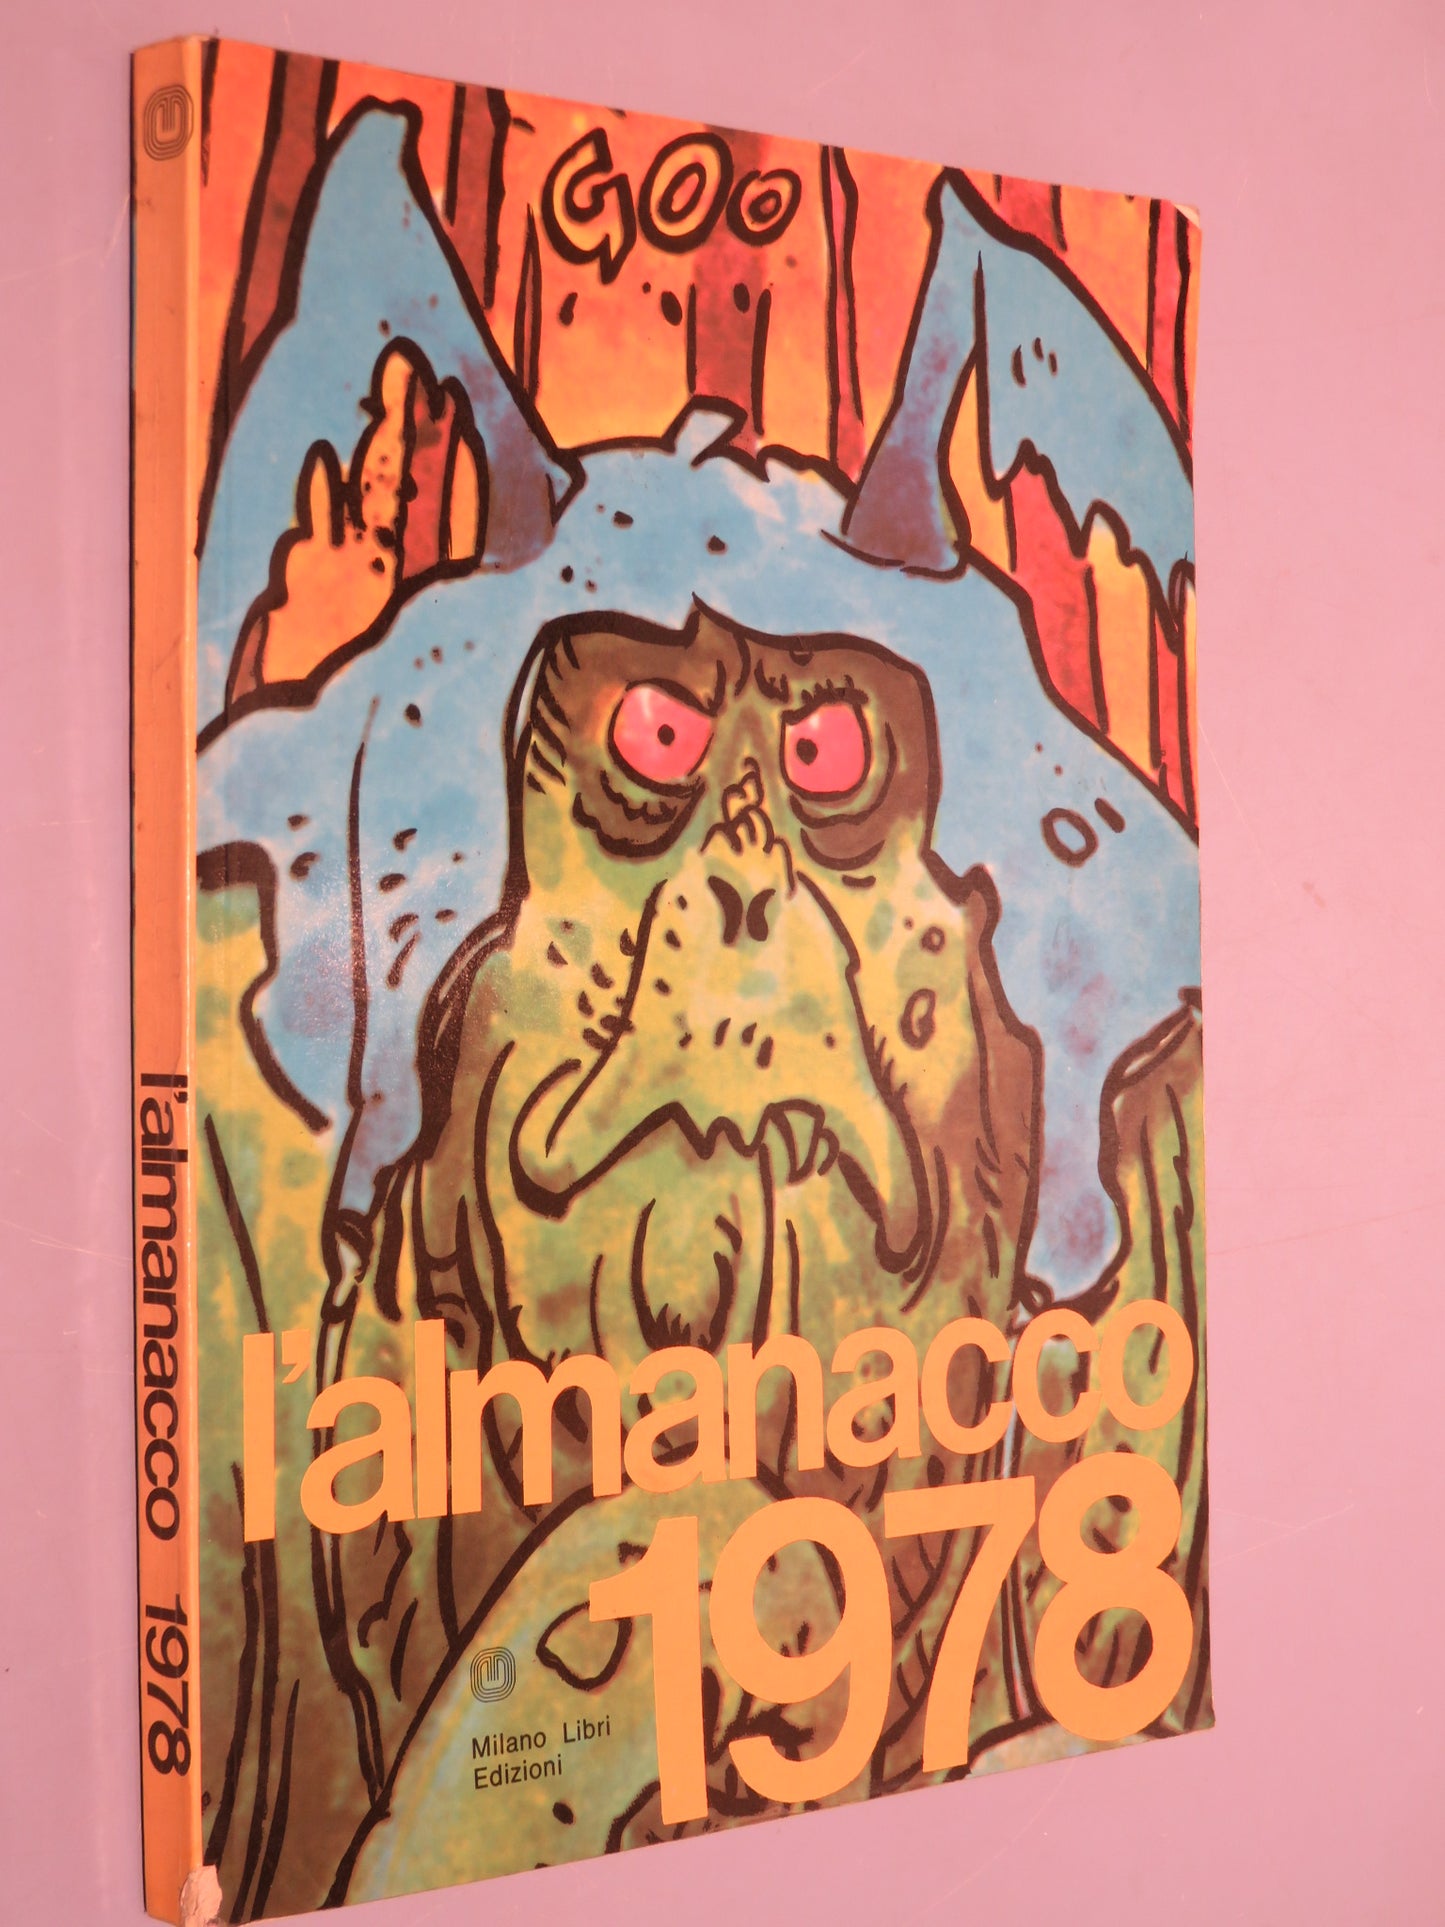 GOo
l'almanacco
1978
Milano Libri
Edizioni
l'almanacco 1978